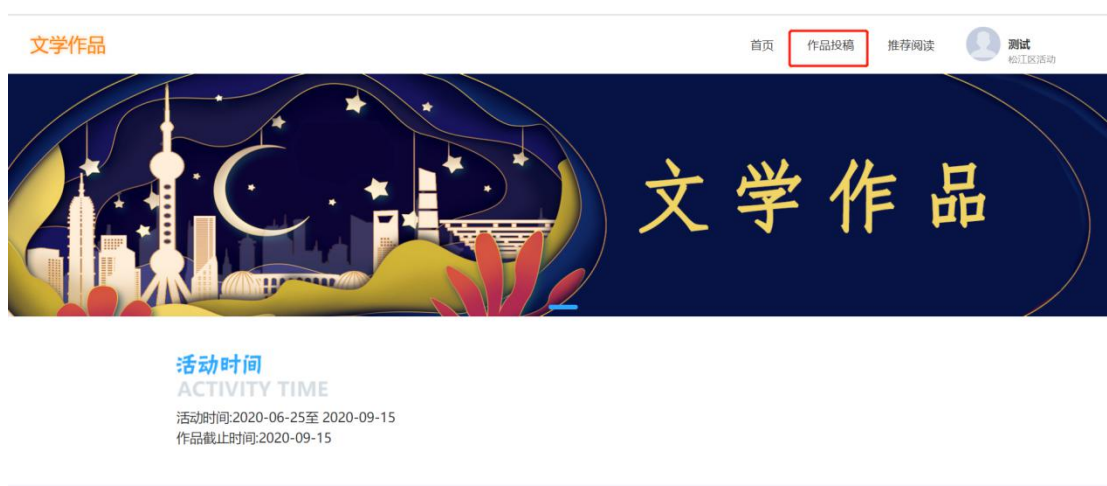 文学作品
首页 作品投稿 推荐阅读 测试
松江区活动
文学作品
活动时间
ACTIVITY TIME
活动时间:2020-06-25至 2020-09-15
作品截止时间:2020-09-15